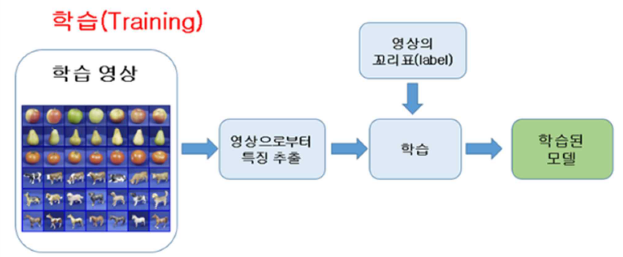 학습(Training)
학습 영상
영상으로부터
특징 추출
영상의
꼬리표(label)
학습
학습된
모델